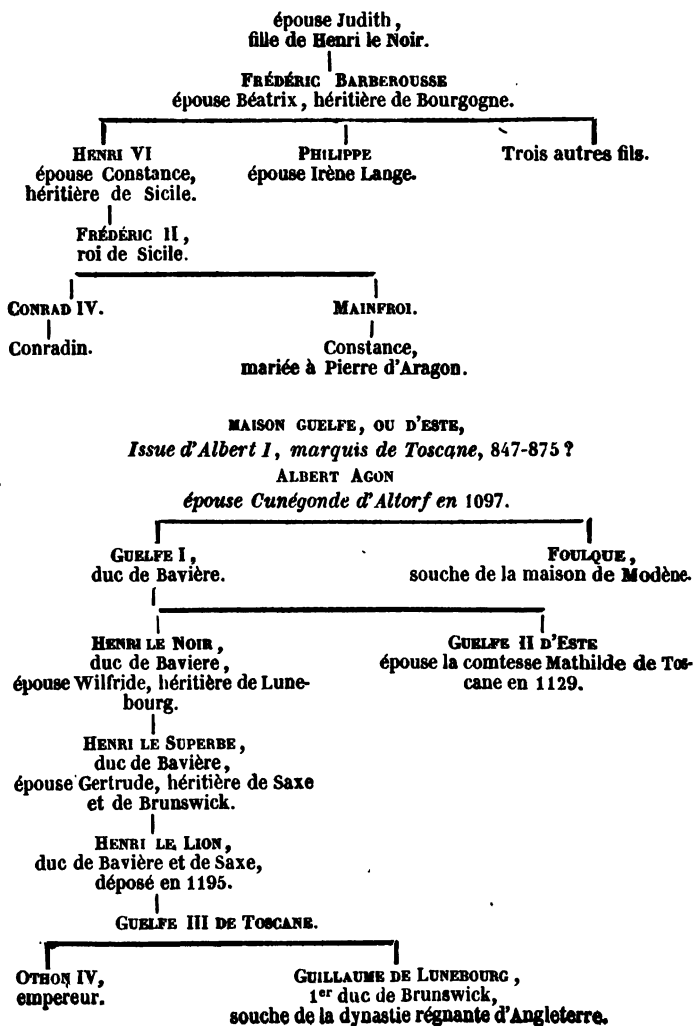 épouse Judith,
fille de Henri le Noir.
FRÉDÉRIC BARBEROUSSE
épouse Béatrix, héritière de Bourgogne.
HENRI VI
épouse Constance,
héritière de Sicile.
PHILIPPE
épouse Irène Lange.
Trois autres fils.
FRÉDÉRIC II,
roi de Sicile.
CONRAD IV.
MAINFROI.
Conradin.
Constance,
mariée à Pierre d'Aragon.
MAISON GUELFE, OU D'ESTE,
Issue d'Albert I, marquis de Toscane, 847-875 ?
ALBERT AGON
épouse Cunégonde d'Altorf en 1097.
GUELFE I,
duc de Bavière.
FOULQUE,
souche de la maison de Modène.
HENRI LE NOIR,
duc de Baviere,
épouse Wilfride, héritière de Lune-
bourg.
GUELFE II D'ESTE
épouse la comtesse Mathilde de Tos-
cane en 1129.
HENRI LE SUPERBE,
duc de Bavière,
épouse Gertrude, héritière de Saxe
et de Brunswick.
HENRI LE LION,
duc de Bavière et de Saxe,
déposé en 1195.
GUELFE III DE TOSCANE.
OTHON IV,
empereur.
GUILLAUME DE LUNEBOURG,
1er duc de Brunswick,
souche de la dynastie régnante d'Angleterre.